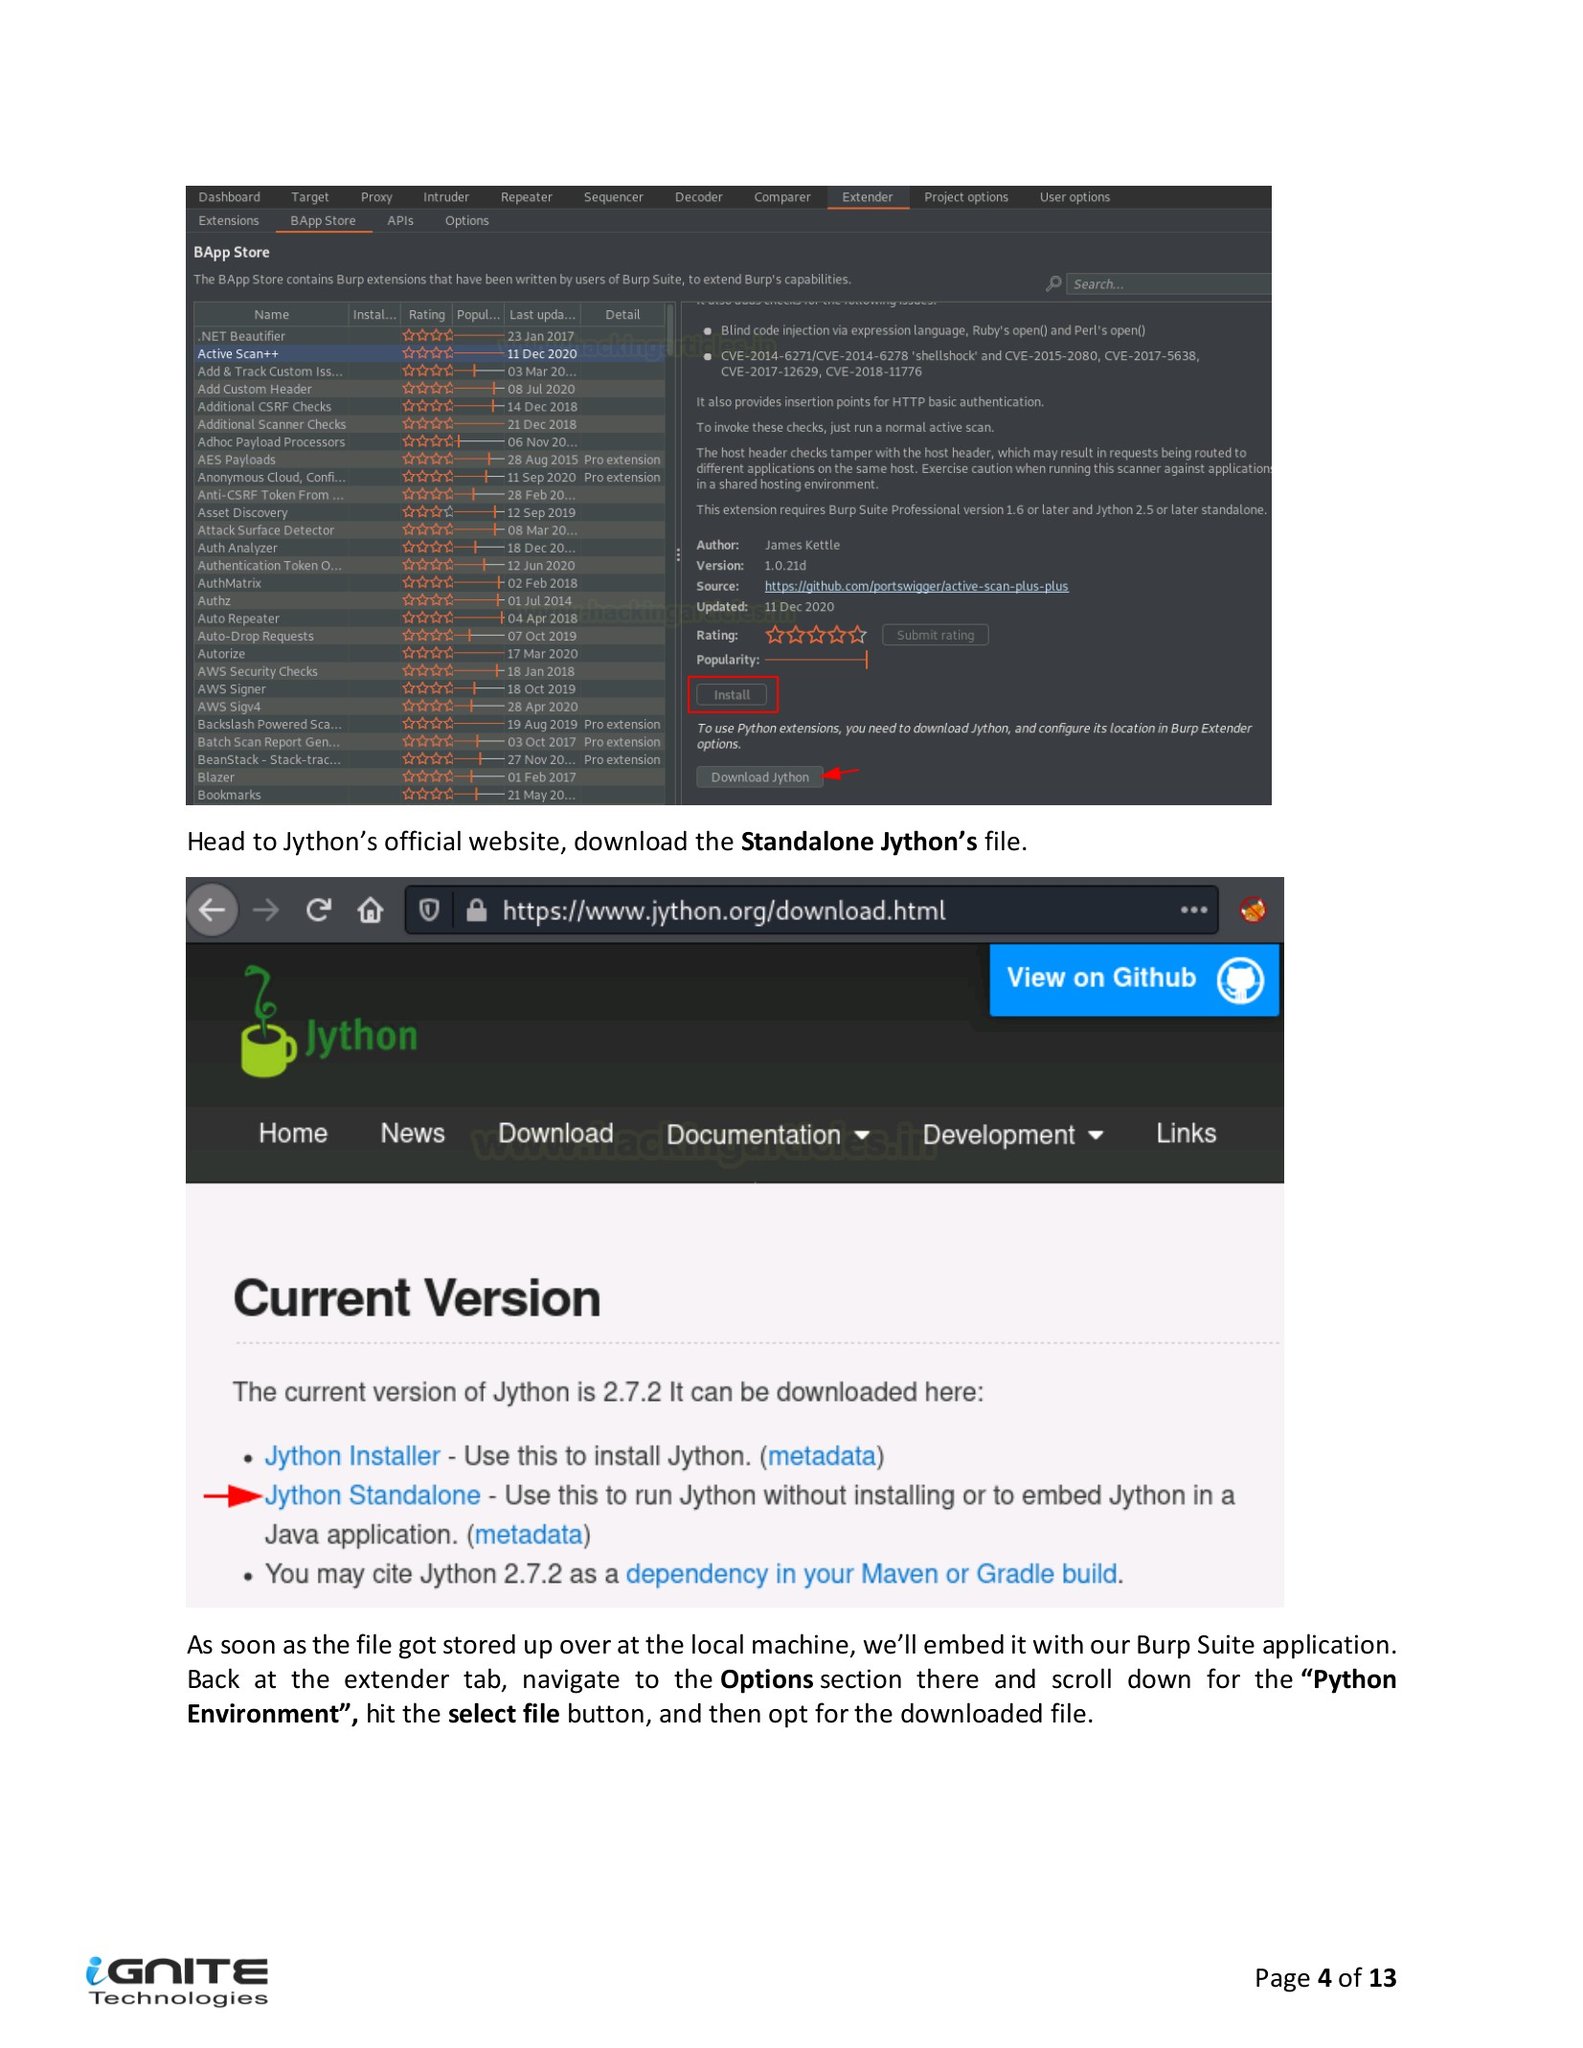 Dashboard Target Proxy Intruder Repeater Sequencer Decoder Comparer Extender Project options User options
Extensions BApp Store APIs Options
BApp Store
The BApp Store contains Burp extensions that have been written by users of Burp Suite, to extend Burp's capabilities.
Search...
Name Instal... Rating Popul... Last upda... Detail
.NET Beautifier 23 Jan 2017
Active Scan++ 11 Dec 2020
Add & Track Custom Iss... 03 Mar 20...
Add Custom Header 08 Jul 2020
Additional CSRF Checks 14 Dec 2018
Additional Scanner Checks 21 Dec 2018
Adhoc Payload Processors 06 Nov 20...
AES Payloads 28 Aug 2015 Pro extension
Anonymous Cloud, Confi... 11 Sep 2020 Pro extension
Anti-CSRF Token From ... 28 Feb 20...
Asset Discovery 12 Sep 2019
Attack Surface Detector 08 Mar 20...
Auth Analyzer 18 Dec 20...
Authentication Token O... 12 Jun 2020
AuthMatrix 02 Feb 2018
Authz 01 Jul 2014
Auto Repeater 04 Apr 2018
Auto-Drop Requests 07 Oct 2019
Autorize 17 Mar 2020
AWS Security Checks 18 Jan 2018
AWS Signer 18 Oct 2019
AWS Sigv4 28 Apr 2020
Backslash Powered Sca... 19 Aug 2019 Pro extension
Batch Scan Report Gen... 03 Oct 2017 Pro extension
BeanStack - Stack-trac... 27 Nov 20... Pro extension
Blazer 01 Feb 2017
Bookmarks 21 May 20...
It also adds checks for the following issues:
Blind code injection via expression language, Ruby's open() and Perl's open()
CVE-2014-6271/CVE-2014-6278 'shellshock' and CVE-2015-2080, CVE-2017-5638,
CVE-2017-12629, CVE-2018-11776
It also provides insertion points for HTTP basic authentication.
To invoke these checks, just run a normal active scan.
The host header checks tamper with the host header, which may result in requests being routed to
different applications on the same host. Exercise caution when running this scanner against applications
in a shared hosting environment.
This extension requires Burp Suite Professional version 1.6 or later and Jython 2.5 or later standalone.
Author: James Kettle
Version: 1.0.21d
Source: https://github.com/portswigger/active-scan-plus-plus
Updated: 11 Dec 2020
Rating: Submit rating
Popularity:
Install
To use Python extensions, you need to download Jython, and configure its location in Burp Extender
options.
Download Jython
www.hackingarticles.in
www.hackingarticles.in
Head to Jython’s official website, download the Standalone Jython’s file.
https://www.jython.org/download.html
View on Github
Jython
Home News Download Documentation Development Links
www.hackingarticles.in
Current Version
The current version of Jython is 2.7.2 It can be downloaded here:
• Jython Installer - Use this to install Jython. (metadata)
Jython Standalone - Use this to run Jython without installing or to embed Jython in a
Java application. (metadata)
• You may cite Jython 2.7.2 as a dependency in your Maven or Gradle build.
As soon as the file got stored up over at the local machine, we’ll embed it with our Burp Suite application.
Back at the extender tab, navigate to the Options section there and scroll down for the “Python
Environment”, hit the select file button, and then opt for the downloaded file.
iGNITE
Technologies
Page 4 of 13